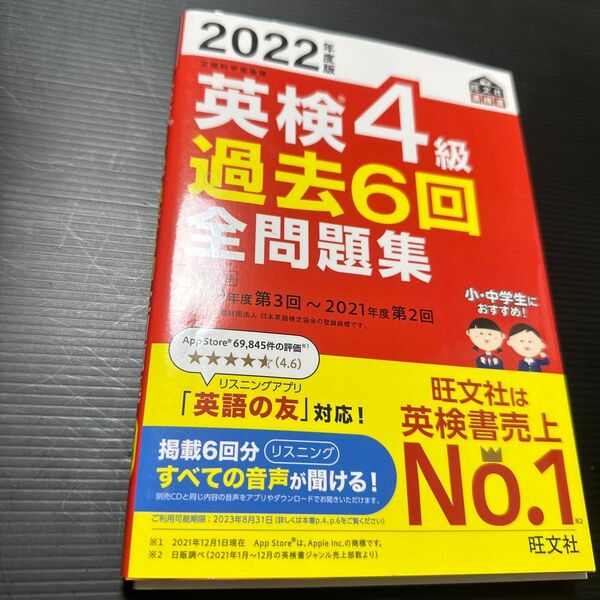 2022年度版
文部科学省後援
旺文社
英検®4級
過去6回
全問題集
年度第3回～2021年度第2回
財団法人 日本英語検定協会の登録商標です。
小・中学生に
おすすめ！
App Store® 69,845件の評価※1
★★★★★(4.6)
リスニングアプリ
「英語の友」対応！
旺文社は
英検書売上
No.1
※2
掲載6回分 リスニング
すべての音声が聞ける！
別売CDと同じ内容の音声をアプリやダウンロードでお聞きいただけます。
ご利用可能期限：2023年8月31日（詳しくは本書p.4、p.6をご覧ください）
※1 2021年12月1日現在 App Store®は、Apple Inc.の商標です。
※2 日販調べ（2021年1月～12月の英検書ジャンル売上部数より）
旺文社